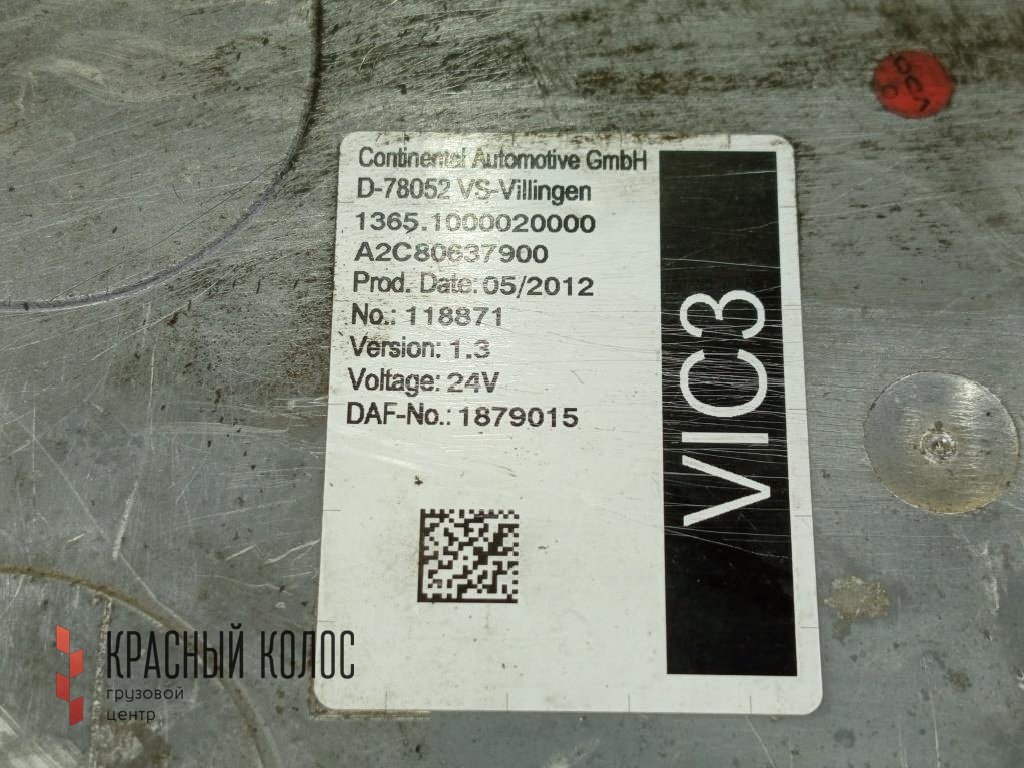 Continental Automotive GmbH
D-78052 VS-Villingen
1365.1000020000
A2C80637900
Prod. Date: 05/2012
No.: 118871
Version: 1.3
Voltage: 24V
DAF-No.: 1879015
VIC3
КРАСНЫЙ КОЛОС
грузовой
центр